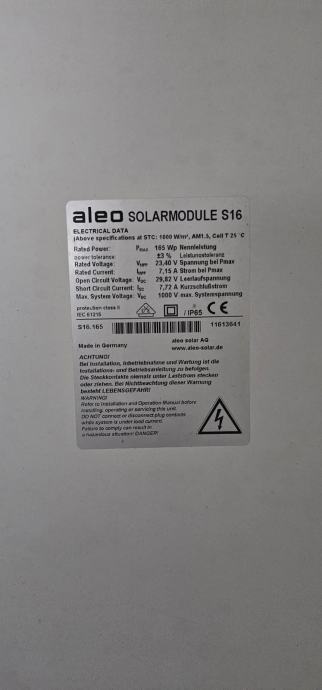 aleo SOLARMODULE S16
ELECTRICAL DATA
(Above specifications at STC: 1000 W/m², AM1.5, Cell T 25 °C
Rated Power: PMAX 165 Wp Nennleistung
power tolerance: ±3 % Leistungstoleranz
Rated Voltage: VMPP 23,40 V Spannung bei Pmax
Rated Current: IMPP 7,15 A Strom bei Pmax
Open Circuit Voltage: VOC 29,82 V Leerlaufspannung
Short Circuit Current: ISC 7,72 A Kurzschlußstrom
Max. System Voltage: VDC 1000 V max. Systemspannung
protection class II
IEC 61215 / IP65 CE
S16.165 11613641
Made in Germany aleo solar AG
www.aleo-solar.de
ACHTUNG!
Bei Installation, Inbetriebnahme und Wartung ist die
Installations- und Betriebsanleitung zu befolgen.
Die Steckkontakte niemals unter Laststrom stecken
oder ziehen. Bei Nichtbeachtung dieser Warnung
besteht LEBENSGEFAHR!
WARNING!
Refer to Installation and Operation Manual before
installing, operating or servicing this unit.
DO NOT connect or disconnect plug contacts
while system is under load current.
Failure to comply can result in
a hazardous situation! DANGER!